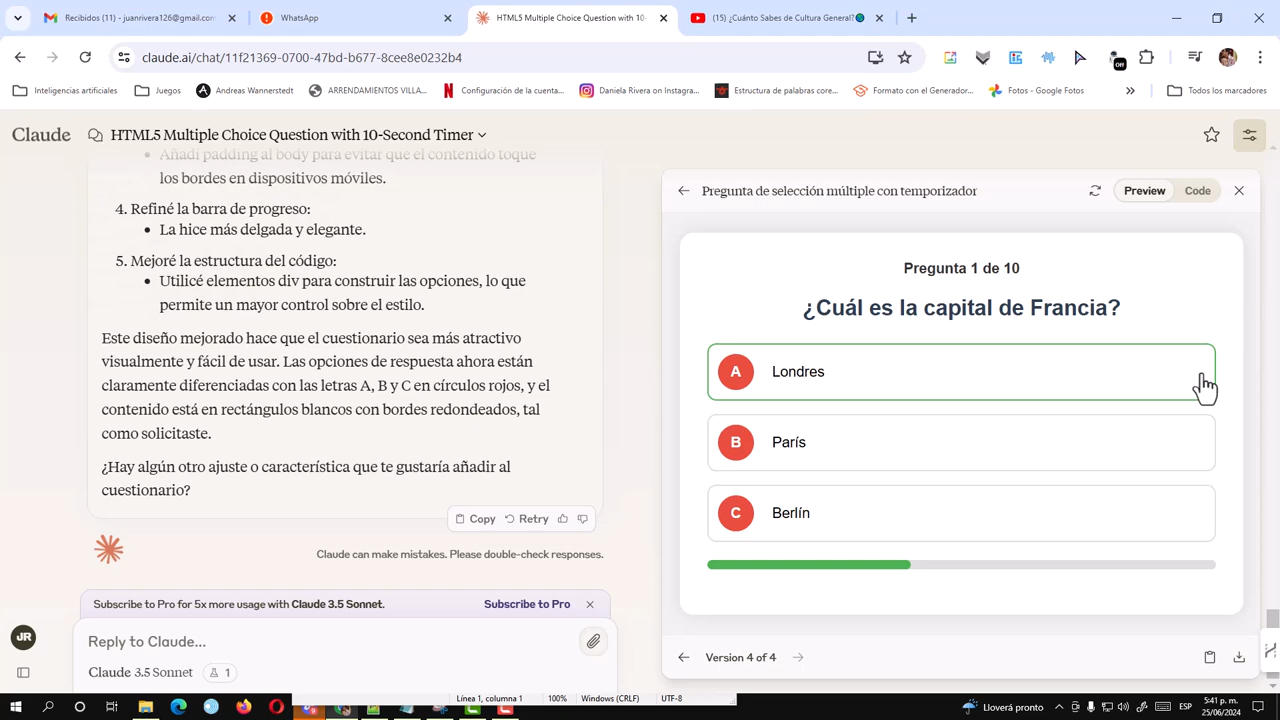 Recibidos (11) - juanrivera126@gmail.com
WhatsApp
HTML5 Multiple Choice Question with 10-
(15) ¿Cuánto Sabes de Cultura General?
claude.ai/chat/11f21369-0700-47bd-b677-8cee8e0232b4
Off
Inteligencias artificiales
Juegos
Andreas Wannerstedt
ARRENDAMIENTOS VILLA...
Configuración de la cuenta...
Daniela Rivera on Instagra...
Estructura de palabras core...
Formato con el Generador...
Fotos - Google Fotos
Todos los marcadores
Claude
HTML5 Multiple Choice Question with 10-Second Timer
Añadí padding al body para evitar que el contenido toque
los bordes en dispositivos móviles.
4. Refiné la barra de progreso:
La hice más delgada y elegante.
5. Mejoré la estructura del código:
Utilicé elementos div para construir las opciones, lo que
permite un mayor control sobre el estilo.
Este diseño mejorado hace que el cuestionario sea más atractivo
visualmente y fácil de usar. Las opciones de respuesta ahora están
claramente diferenciadas con las letras A, B y C en círculos rojos, y el
contenido está en rectángulos blancos con bordes redondeados, tal
como solicitaste.
¿Hay algún otro ajuste o característica que te gustaría añadir al
cuestionario?
Copy
Retry
Claude can make mistakes. Please double-check responses.
Subscribe to Pro for 5x more usage with Claude 3.5 Sonnet.
Subscribe to Pro
JR
Reply to Claude...
Claude 3.5 Sonnet
1
Pregunta de selección múltiple con temporizador
Preview
Code
Pregunta 1 de 10
¿Cuál es la capital de Francia?
A Londres
B París
C Berlín
Version 4 of 4
Línea 1, columna 1
100%
Windows (CRLF)
UTF-8
Lloverá pronto
ESP
5:41 p. m.
25/06/2024